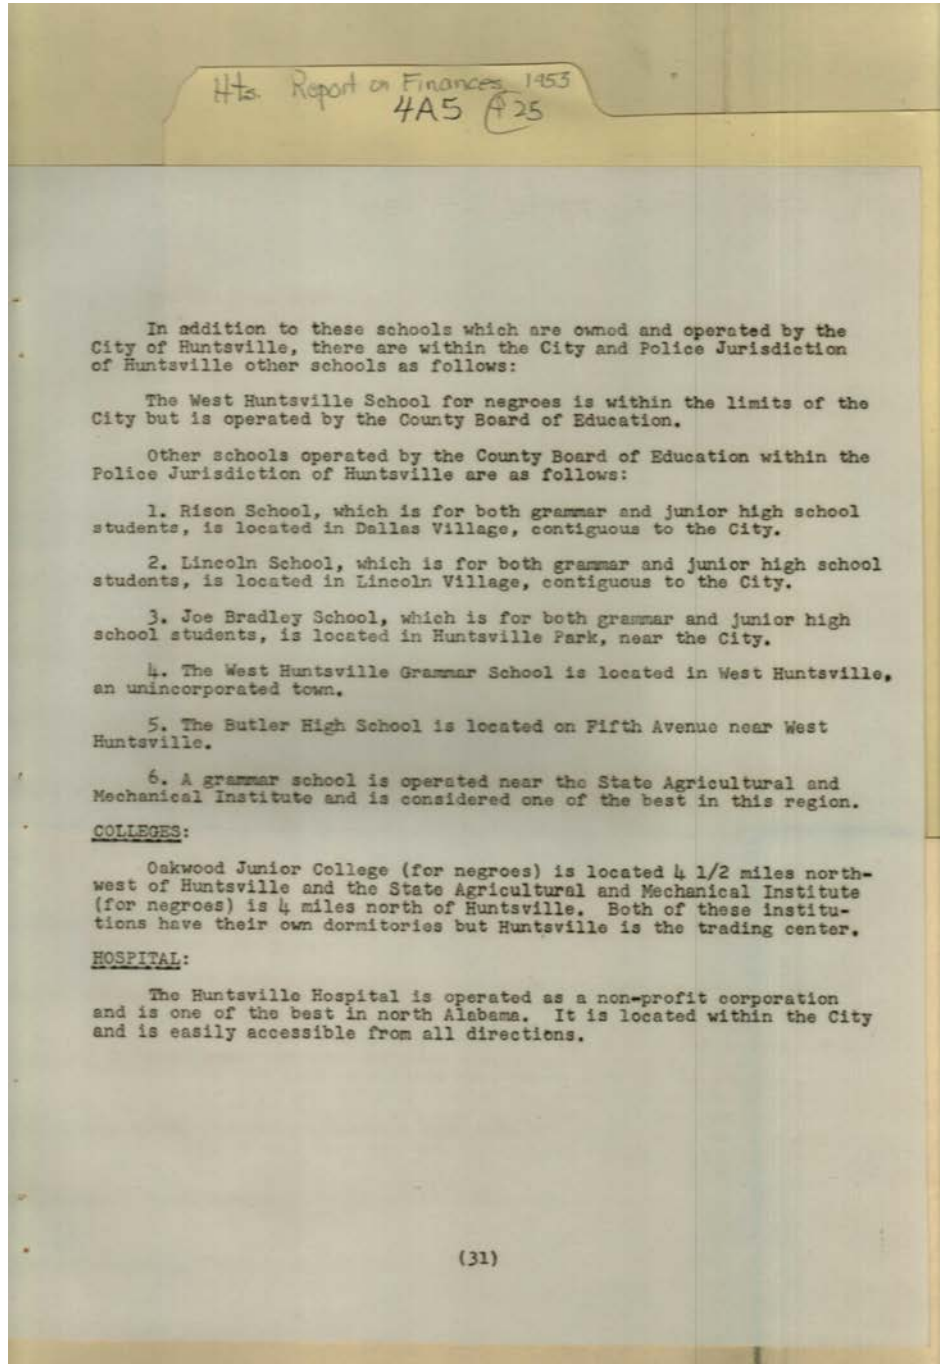 Hts. Report on Finances 1953
4A5 P25
In addition to these schools which are owned and operated by the
City of Huntsville, there are within the City and Police Jurisdiction
of Huntsville other schools as follows:
The West Huntsville School for negroes is within the limits of the
City but is operated by the County Board of Education.
Other schools operated by the County Board of Education within the
Police Jurisdiction of Huntsville are as follows:
1. Rison School, which is for both grammar and junior high school
students, is located in Dallas Village, contiguous to the City.
2. Lincoln School, which is for both grammar and junior high school
students, is located in Lincoln Village, contiguous to the City.
3. Joe Bradley School, which is for both grammar and junior high
school students, is located in Huntsville Park, near the City.
4. The West Huntsville Grammar School is located in West Huntsville,
an unincorporated town.
5. The Butler High School is located on Fifth Avenue near West
Huntsville.
6. A grammar school is operated near the State Agricultural and
Mechanical Institute and is considered one of the best in this region.
COLLEGES:
Oakwood Junior College (for negroes) is located 4 1/2 miles north-
west of Huntsville and the State Agricultural and Mechanical Institute
(for negroes) is 4 miles north of Huntsville. Both of these institu-
tions have their own dormitories but Huntsville is the trading center.
HOSPITAL:
The Huntsville Hospital is operated as a non-profit corporation
and is one of the best in north Alabama. It is located within the City
and is easily accessible from all directions.
(31)